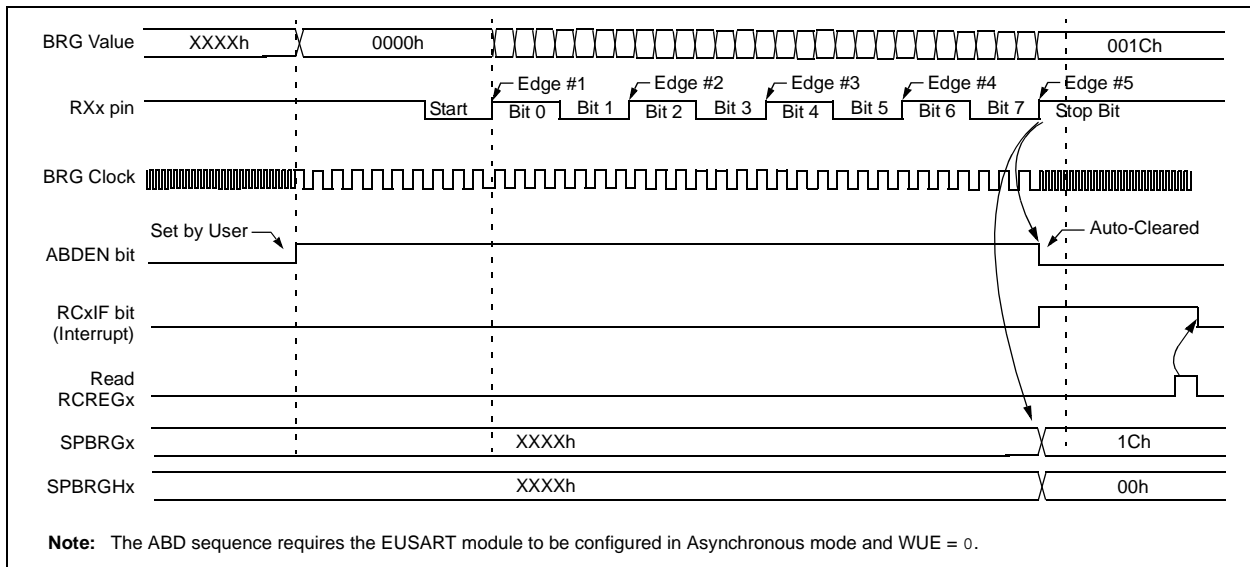 BRG Value
XXXXh
0000h
001Ch
Edge #1
Edge #2
Edge #3
Edge #4
Edge #5
RXx pin
Start
Bit 0
Bit 1
Bit 2
Bit 3
Bit 4
Bit 5
Bit 6
Bit 7
Stop Bit
BRG Clock
Set by User
Auto-Cleared
ABDEN bit
RCxIF bit
(Interrupt)
Read
RCREGx
SPBRGx
XXXXh
1Ch
SPBRGHx
XXXXh
00h
Note: The ABD sequence requires the EUSART module to be configured in Asynchronous mode and WUE = 0.